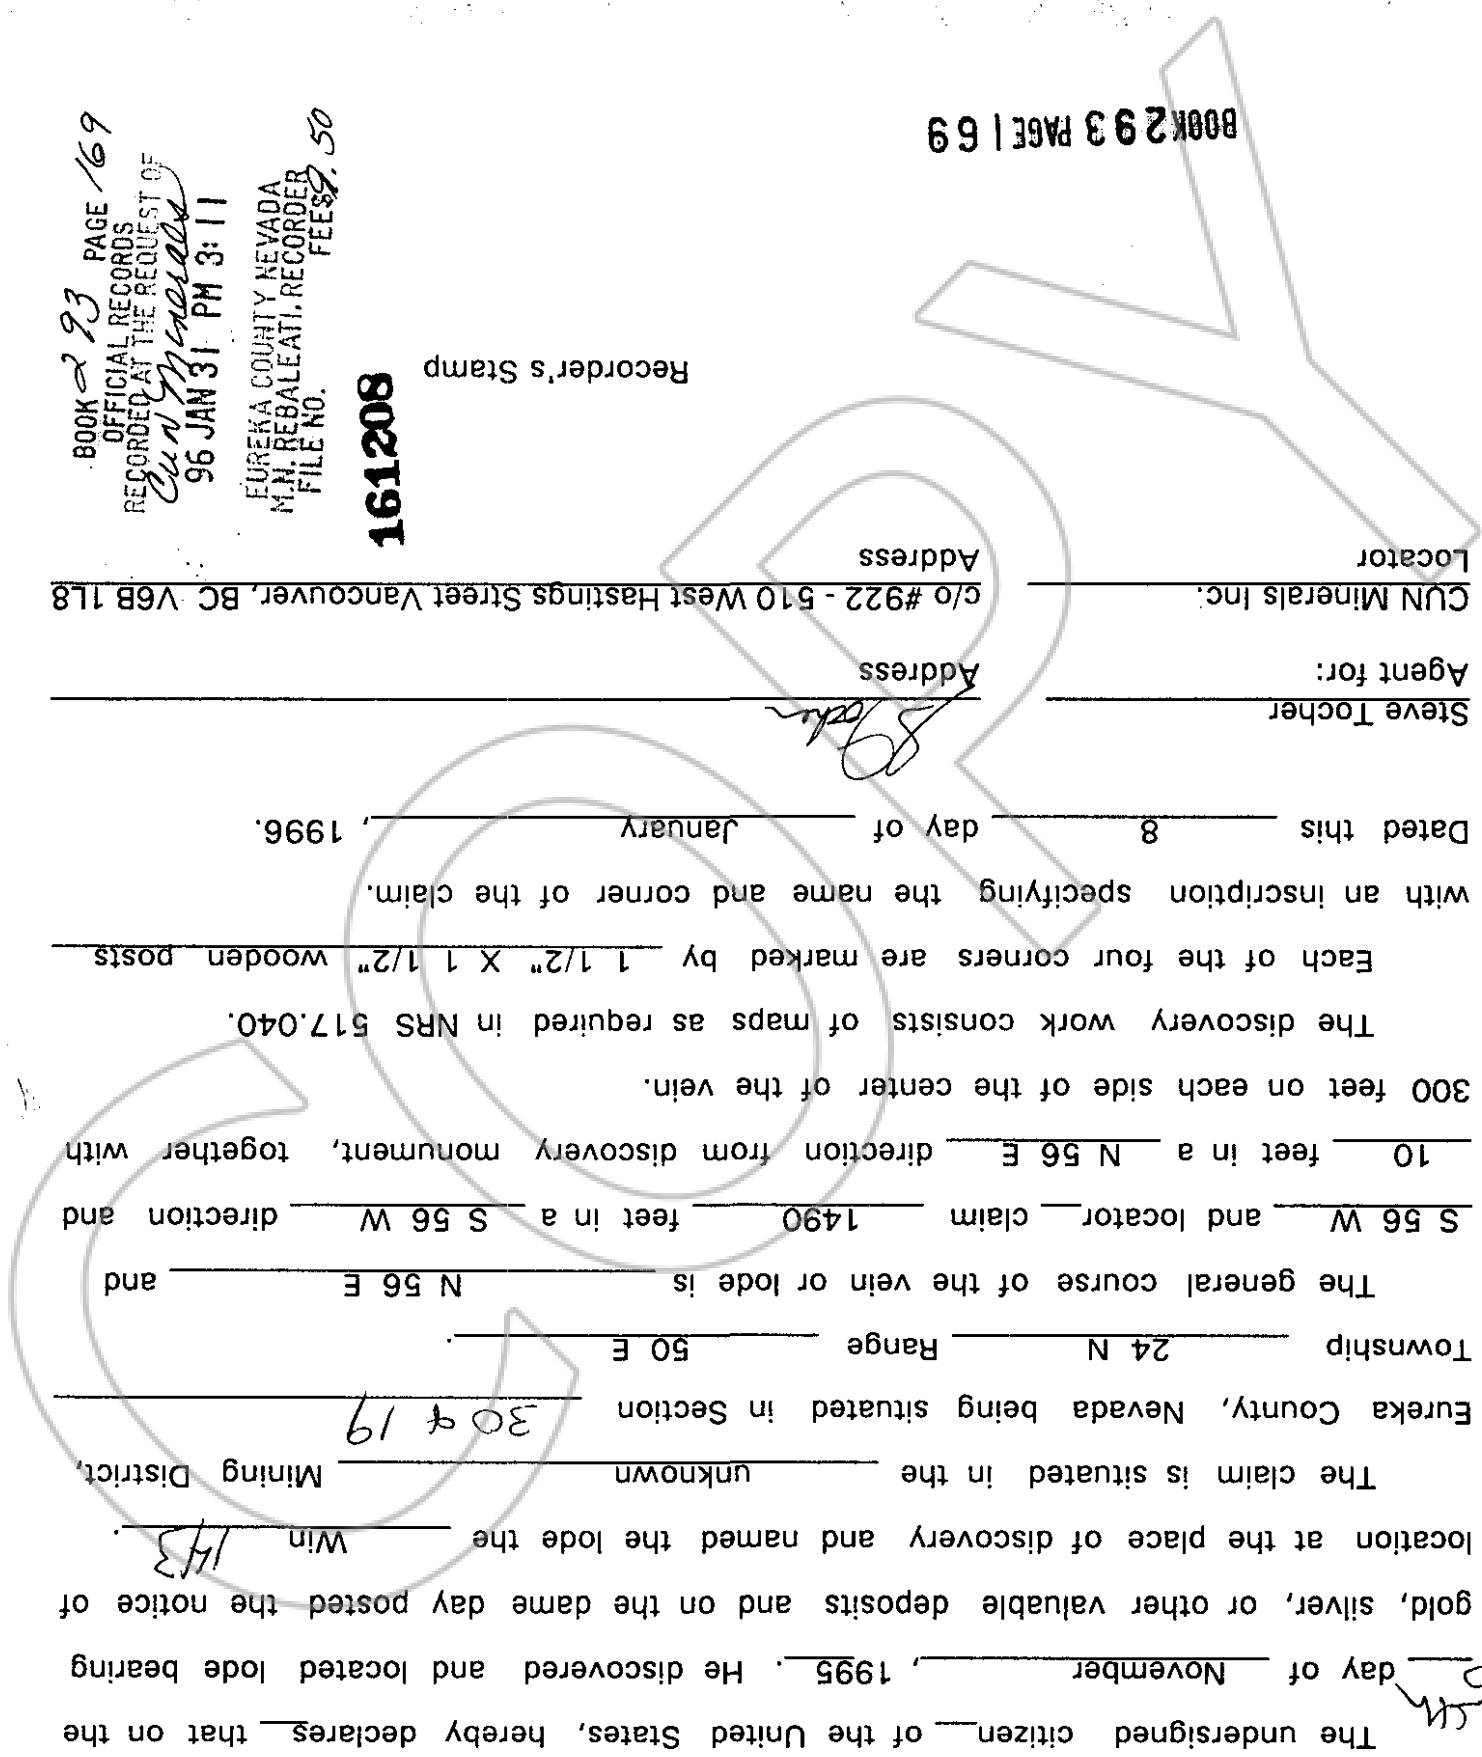 The undersigned citizen__ of the United States, hereby declares__ that on the
day of November, 1995. He discovered and located lode bearing
gold, silver, or other valuable deposits and on the dame day posted the notice of
location at the place of discovery and named the lode the Win 143.
The claim is situated in the unknown Mining District,
Eureka County, Nevada being situated in Section 30 & 19
Township 24 N Range 50 E.
The general course of the vein or lode is N 56 E and
S 56 W and locator__ claim 1490 feet in a S 56 W direction and
10 feet in a N 56 E direction from discovery monument, together with
300 feet on each side of the center of the vein.
The discovery work consists of maps as required in NRS 517.040.
Each of the four corners are marked by 1 1/2" X 1 1/2" wooden posts
with an inscription specifying the name and corner of the claim.
Dated this 8 day of January, 1996.
S Tocher
Steve Tocher
Agent for: Address
CUN Minerals Inc. c/o #922 - 510 West Hastings Street Vancouver, BC V6B 1L8
Locator Address
Recorder's Stamp
BOOK 293 PAGE 169
OFFICIAL RECORDS
RECORDED AT THE REQUEST OF
Cun Minerals
96 JAN 31 PM 3:11
EUREKA COUNTY NEVADA
M.N. REBALEATI, RECORDER
FILE NO. FEES 9.50
161208
BOOK 293 PAGE 169
COPY